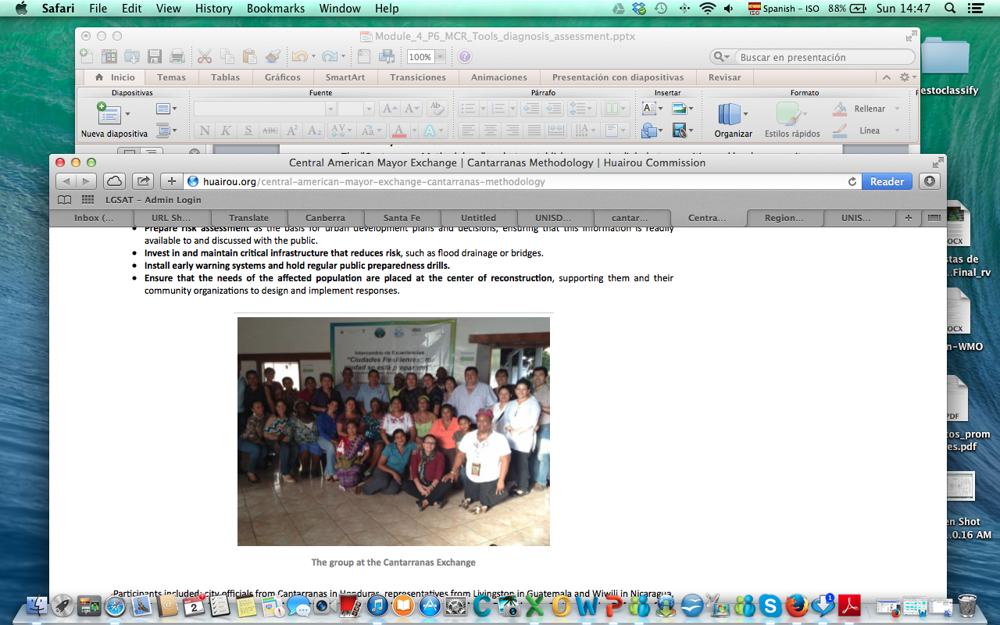 Safari File Edit View History Bookmarks Window Help
Spanish – ISO 88% Sun 14:47
Module_4_P6_MCR_Tools_diagnosis_assessment.pptx
100%
Buscar en presentación
Inicio Temas Tablas Gráficos SmartArt Transiciones Animaciones Presentación con diapositivas Revisar
Diapositivas Fuente Párrafo Insertar Formato
Nueva diapositiva
Organizar Estilos rápidos Rellenar
Línea
estoclassify
Central American Mayor Exchange | Cantarranas Methodology | Huairou Commission
huairou.org/central-american-mayor-exchange-cantarranas-methodology
Reader
LGSAT – Admin Login
Inbox (... URL Sh... Translate Canberra Santa Fe Untitled UNISD... cantar... Centra... Region... UNIS...
Prepare risk assessment as the basis for urban development plans and decisions, ensuring that this information is readily
available to and discussed with the public.
• Invest in and maintain critical infrastructure that reduces risk, such as flood drainage or bridges.
• Install early warning systems and hold regular public preparedness drills.
• Ensure that the needs of the affected population are placed at the center of reconstruction, supporting them and their
community organizations to design and implement responses.
Intercambio de Experiencias
"Ciudades Resilientes: mi
ciudad se está preparando"
The group at the Cantarranas Exchange
Participants included city officials from Cantarranas in Honduras, representatives from Livingston in Guatemala and Wiwili in Nicaragua,
OCX
stas de
...Final_rv
OCX
n-WMO
PDF
tos_prom
es.pdf
en Shot
...0.16 AM